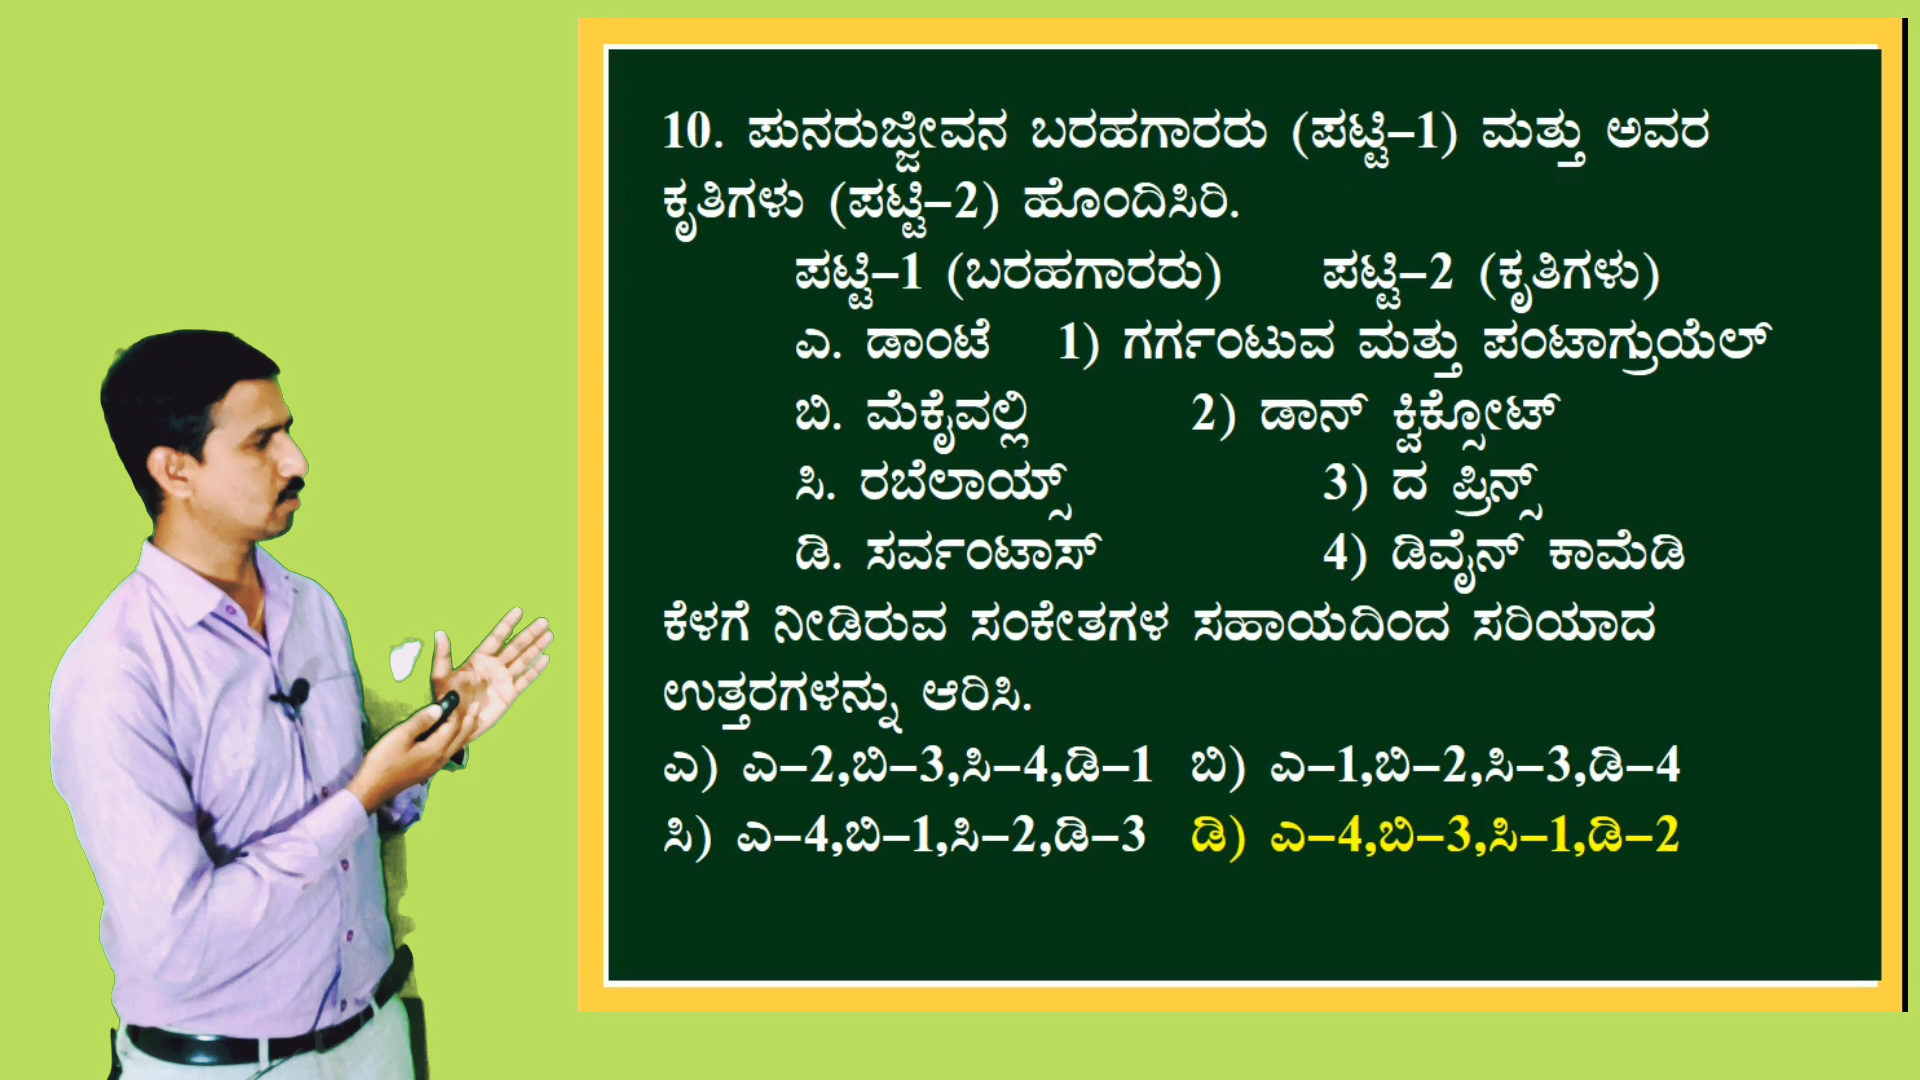 10. ಪುನರುಜ್ಜೀವನ ಬರಹಗಾರರು (ಪಟ್ಟಿ–1) ಮತ್ತು ಅವರ
ಕೃತಿಗಳು (ಪಟ್ಟಿ–2) ಹೊಂದಿಸಿರಿ.
ಪಟ್ಟಿ–1 (ಬರಹಗಾರರು) ಪಟ್ಟಿ–2 (ಕೃತಿಗಳು)
ಎ. ಡಾಂಟೆ 1) ಗರ್ಗಂಟುವ ಮತ್ತು ಪಂಟಾಗ್ರುಯೆಲ್
ಬಿ. ಮೆಕೈವಲ್ಲಿ 2) ಡಾನ್ ಕ್ವಿಕ್ಸೋಟ್
ಸಿ. ರಬೆಲಾಯ್ಸ್ 3) ದ ಪ್ರಿನ್ಸ್
ಡಿ. ಸರ್ವಂಟಾಸ್ 4) ಡಿವೈನ್ ಕಾಮೆಡಿ
ಕೆಳಗೆ ನೀಡಿರುವ ಸಂಕೇತಗಳ ಸಹಾಯದಿಂದ ಸರಿಯಾದ
ಉತ್ತರಗಳನ್ನು ಆರಿಸಿ.
ಎ) ಎ–2,ಬಿ–3,ಸಿ–4,ಡಿ–1 ಬಿ) ಎ–1,ಬಿ–2,ಸಿ–3,ಡಿ–4
ಸಿ) ಎ–4,ಬಿ–1,ಸಿ–2,ಡಿ–3 ಡಿ) ಎ–4,ಬಿ–3,ಸಿ–1,ಡಿ–2